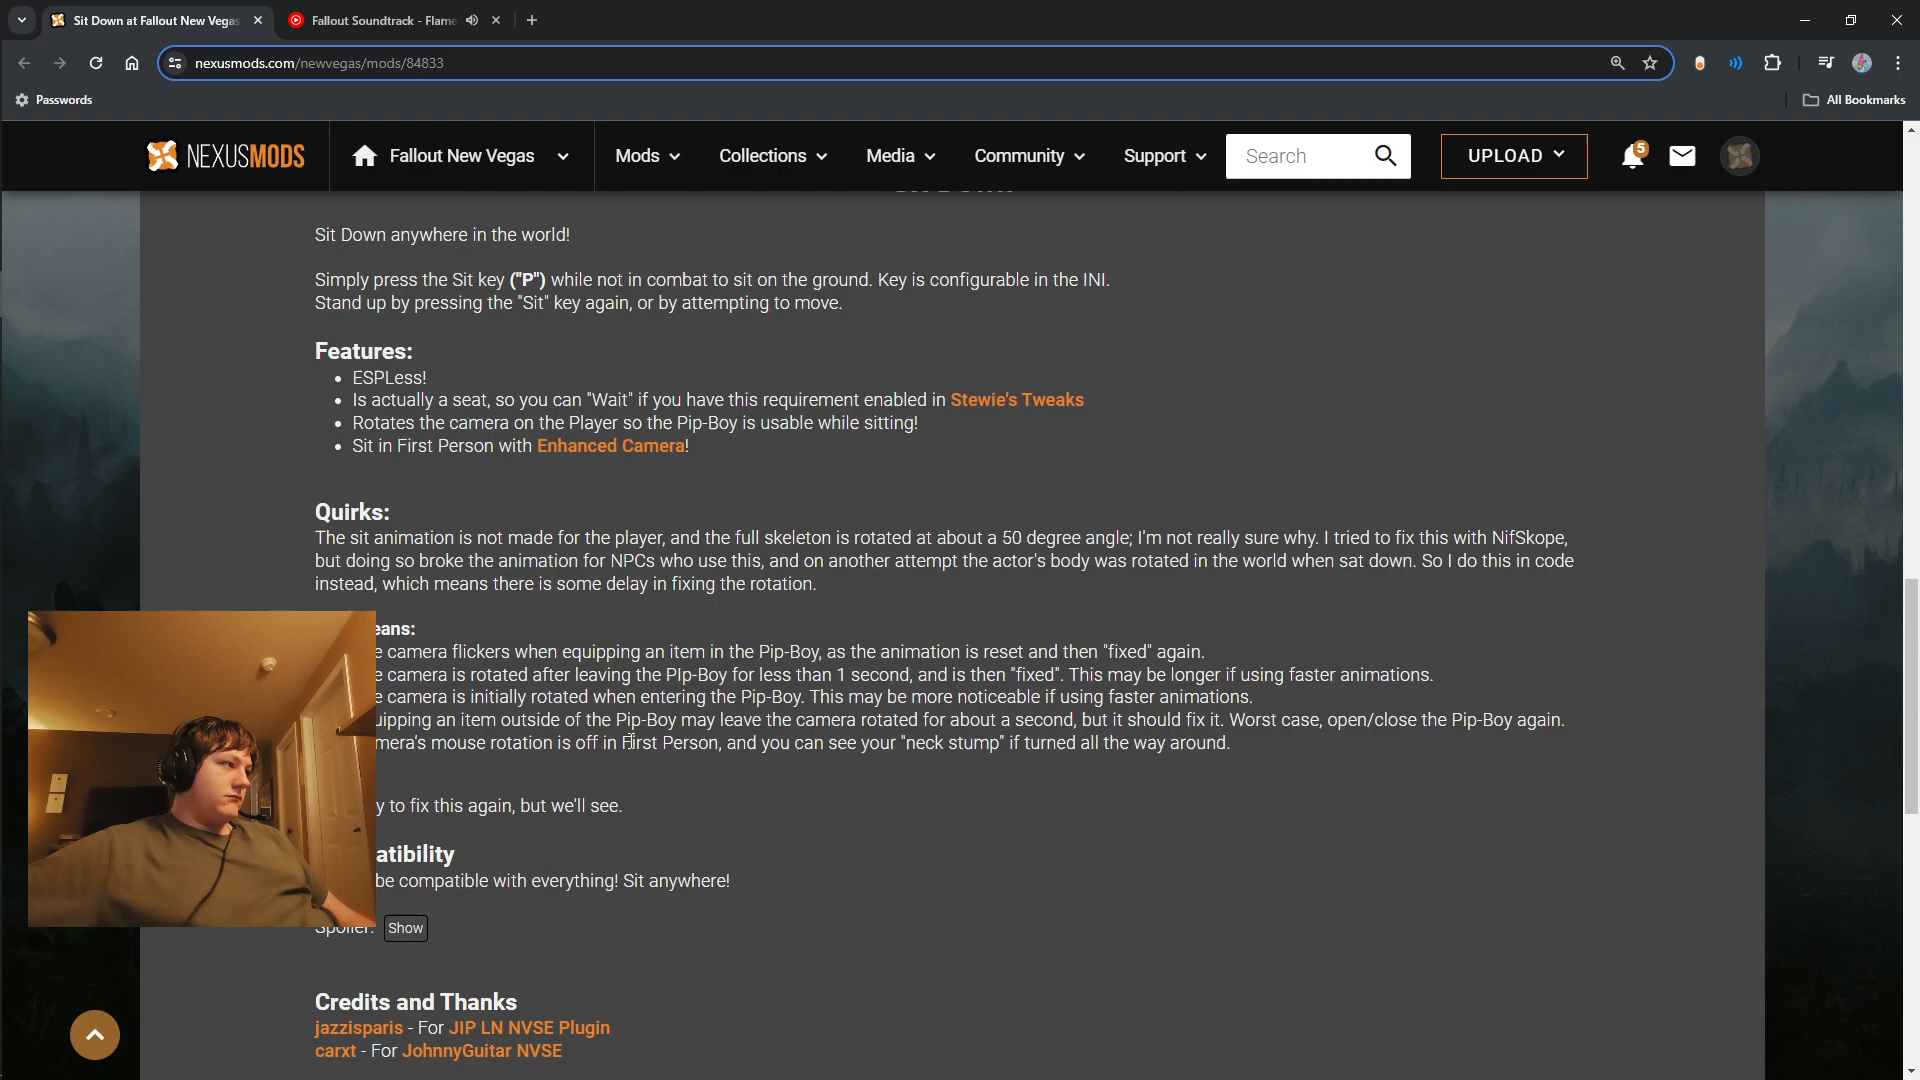 Sit Down at Fallout New Vegas
Fallout Soundtrack - Flame
nexusmods.com/newvegas/mods/84833
Passwords
All Bookmarks
NEXUSMODS
Fallout New Vegas
Mods
Collections
Media
Community
Support
Search
UPLOAD
5
Sit Down anywhere in the world!
Simply press the Sit key ("P") while not in combat to sit on the ground. Key is configurable in the INI.
Stand up by pressing the "Sit" key again, or by attempting to move.
Features:
• ESPLess!
• Is actually a seat, so you can "Wait" if you have this requirement enabled in Stewie's Tweaks
• Rotates the camera on the Player so the Pip-Boy is usable while sitting!
• Sit in First Person with Enhanced Camera!
Quirks:
The sit animation is not made for the player, and the full skeleton is rotated at about a 50 degree angle; I'm not really sure why. I tried to fix this with NifSkope,
but doing so broke the animation for NPCs who use this, and on another attempt the actor's body was rotated in the world when sat down. So I do this in code
instead, which means there is some delay in fixing the rotation.
eans:
e camera flickers when equipping an item in the Pip-Boy, as the animation is reset and then "fixed" again.
e camera is rotated after leaving the PIp-Boy for less than 1 second, and is then "fixed". This may be longer if using faster animations.
e camera is initially rotated when entering the Pip-Boy. This may be more noticeable if using faster animations.
uipping an item outside of the Pip-Boy may leave the camera rotated for about a second, but it should fix it. Worst case, open/close the Pip-Boy again.
mera's mouse rotation is off in First Person, and you can see your "neck stump" if turned all the way around.
y to fix this again, but we'll see.
atibility
be compatible with everything! Sit anywhere!
Spoiler: Show
Credits and Thanks
jazzisparis - For JIP LN NVSE Plugin
carxt - For JohnnyGuitar NVSE